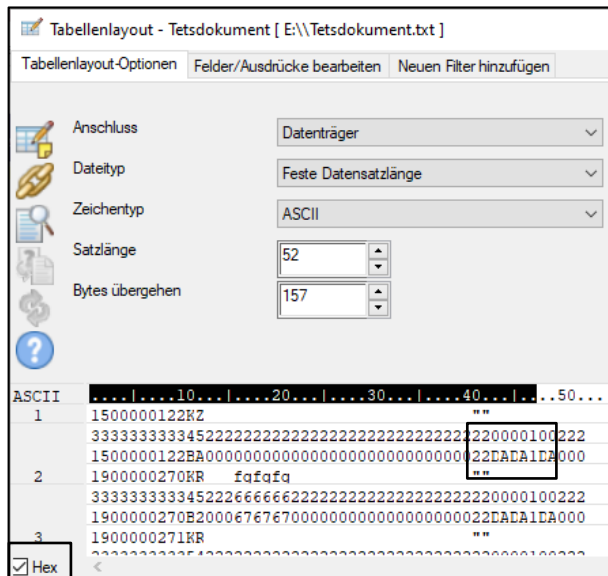 Tabellenlayout - Tetsdokument [ E:\\Tetsdokument.txt ]
Tabellenlayout-Optionen Felder/Ausdrücke bearbeiten Neuen Filter hinzufügen
Anschluss Datenträger
Dateityp Feste Datensatzlänge
Zeichentyp ASCII
Satzlänge 52
Bytes übergehen 157
ASCII ....|....10...|....20...|....30...|....40...|....50...
1 1500000122KZ ""
3333333333452222222222222222222222222222220000100222
1500000122BA000000000000000000000000000022DADA1DA000
2 1900000270KR fgfgfg ""
3333333333452226666662222222222222222222220000100222
1900000270B2000676767000000000000000000022DADA1DA000
3 1900000271KR ""
Hex